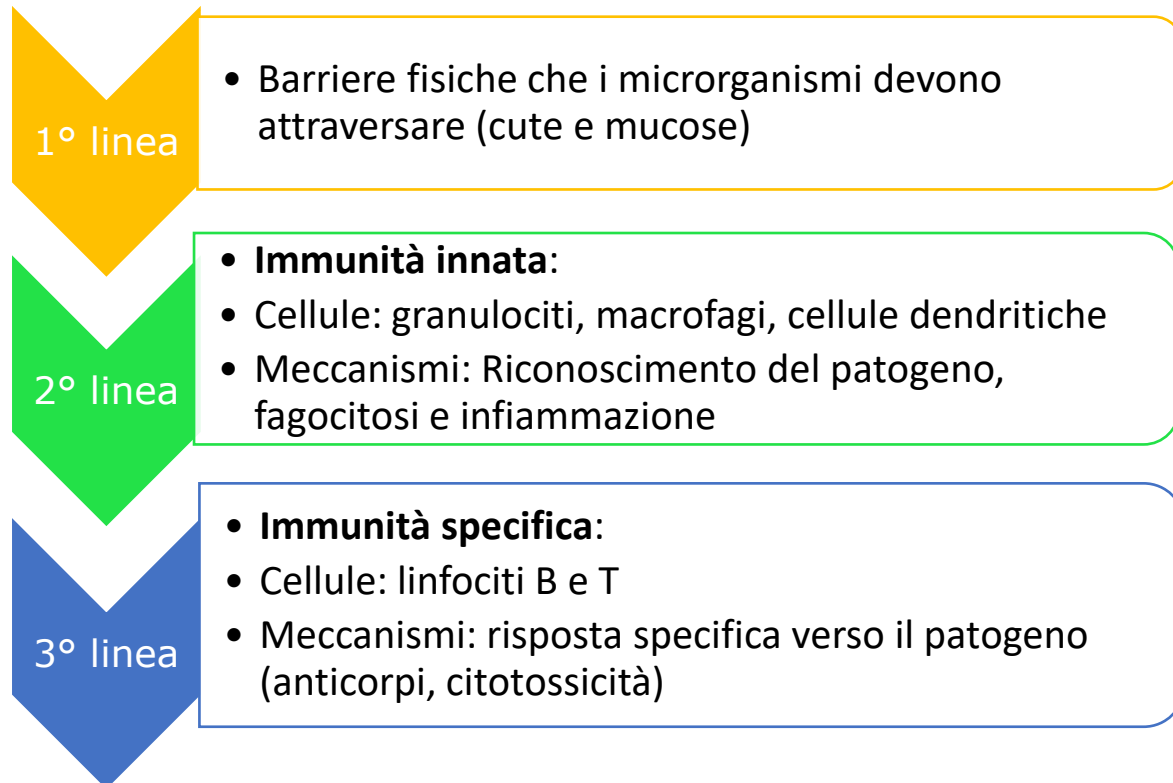 1° linea
• Barriere fisiche che i microrganismi devono
attraversare (cute e mucose)
2° linea
• Immunità innata:
• Cellule: granulociti, macrofagi, cellule dendritiche
• Meccanismi: Riconoscimento del patogeno,
fagocitosi e infiammazione
3° linea
• Immunità specifica:
• Cellule: linfociti B e T
• Meccanismi: risposta specifica verso il patogeno
(anticorpi, citotossicità)